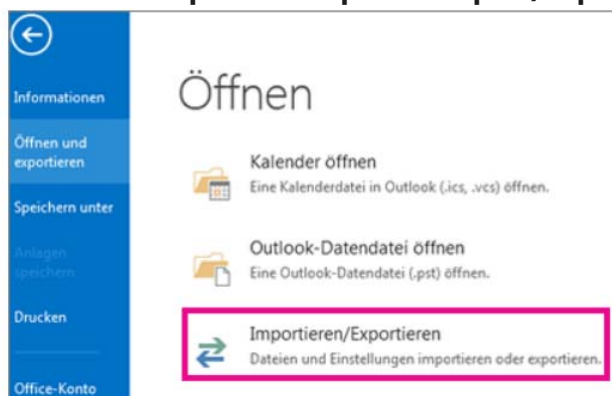 Informationen
Öffnen und
exportieren
Speichern unter
Anlagen
speichern
Drucken
Office-Konto
Öffnen
Kalender öffnen
Eine Kalenderdatei in Outlook (.ics, .vcs) öffnen.
Outlook-Datendatei öffnen
Eine Outlook-Datendatei (.pst) öffnen.
Importieren/Exportieren
Dateien und Einstellungen importieren oder exportieren.